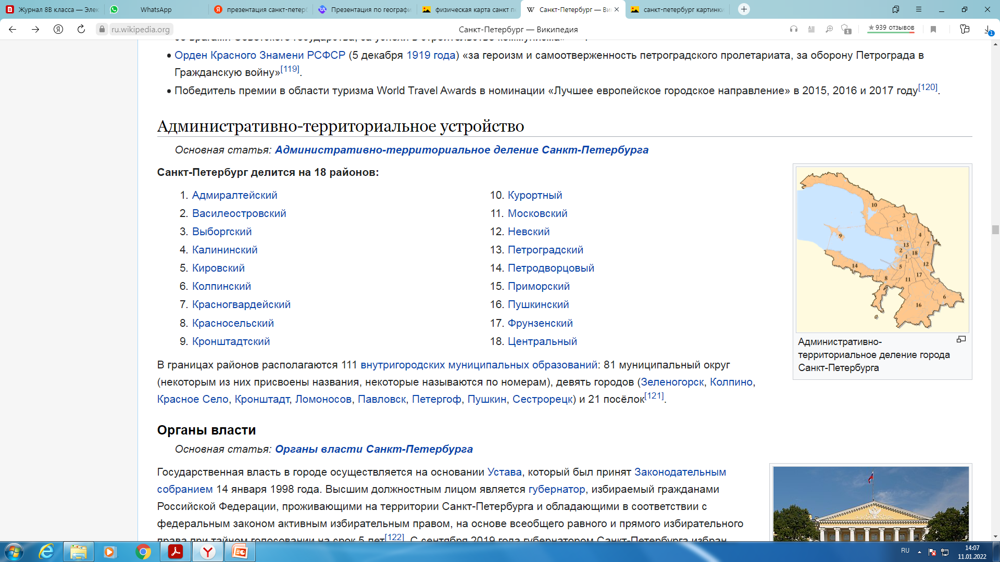 Журнал 8В класса — Элек
WhatsApp
презентация санкт-петерб
Презентация по географи
физическая карта санкт п
Санкт-Петербург — Ви
санкт-петербург картинки
ru.wikipedia.org
Санкт-Петербург — Википедия
★ 939 отзывов
• Орден Красного Знамени РСФСР (5 декабря 1919 года) «за героизм и самоотверженность петроградского пролетариата, за оборону Петрограда в
Гражданскую войну»[119].
• Победитель премии в области туризма World Travel Awards в номинации «Лучшее европейское городское направление» в 2015, 2016 и 2017 году[120].
Административно-территориальное устройство
Основная статья: Административно-территориальное деление Санкт-Петербурга
Санкт-Петербург делится на 18 районов:
1. Адмиралтейский
2. Василеостровский
3. Выборгский
4. Калининский
5. Кировский
6. Колпинский
7. Красногвардейский
8. Красносельский
9. Кронштадтский
10. Курортный
11. Московский
12. Невский
13. Петроградский
14. Петродворцовый
15. Приморский
16. Пушкинский
17. Фрунзенский
18. Центральный
10
3
15
4
9
13
7
2
18
1
14
5
12
17
8
11
6
16
Административно-
территориальное деление города
Санкт-Петербурга
В границах районов располагаются 111 внутригородских муниципальных образований: 81 муниципальный округ
(некоторым из них присвоены названия, некоторые называются по номерам), девять городов (Зеленогорск, Колпино,
Красное Село, Кронштадт, Ломоносов, Павловск, Петергоф, Пушкин, Сестрорецк) и 21 посёлок[121].
Органы власти
Основная статья: Органы власти Санкт-Петербурга
Государственная власть в городе осуществляется на основании Устава, который был принят Законодательным
собранием 14 января 1998 года. Высшим должностным лицом является губернатор, избираемый гражданами
Российской Федерации, проживающими на территории Санкт-Петербурга и обладающими в соответствии с
федеральным законом активным избирательным правом, на основе всеобщего равного и прямого избирательного
права при тайном голосовании на срок 5 лет[122]. С сентября 2019 года губернатором Санкт-Петербурга избран
RU
14:07
11.01.2022